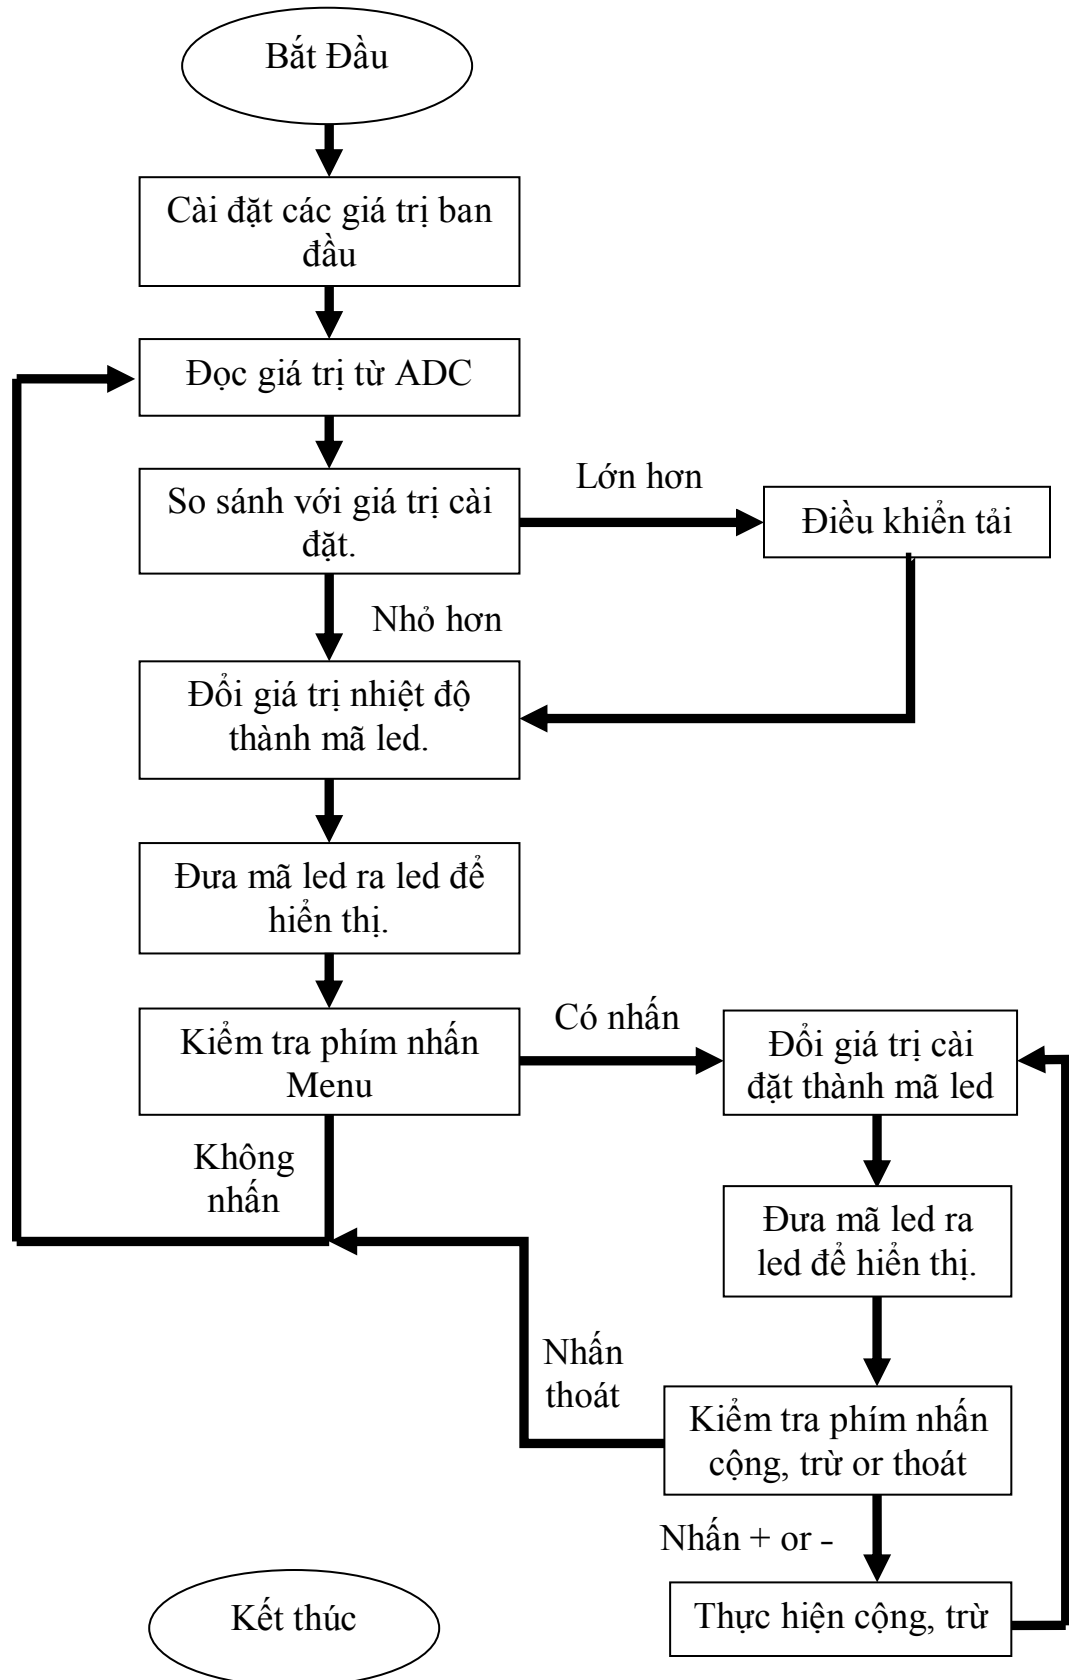 Bắt Đầu
Cài đặt các giá trị ban
đầu
Đọc giá trị từ ADC
So sánh với giá trị cài
đặt.
Lớn hơn
Điều khiển tải
Nhỏ hơn
Đổi giá trị nhiệt độ
thành mã led.
Đưa mã led ra led để
hiển thị.
Kiểm tra phím nhấn
Menu
Có nhấn
Đổi giá trị cài
đặt thành mã led
Không
nhấn
Đưa mã led ra
led để hiển thị.
Nhấn
thoát
Kiểm tra phím nhấn
cộng, trừ or thoát
Nhấn + or -
Thực hiện cộng, trừ
Kết thúc